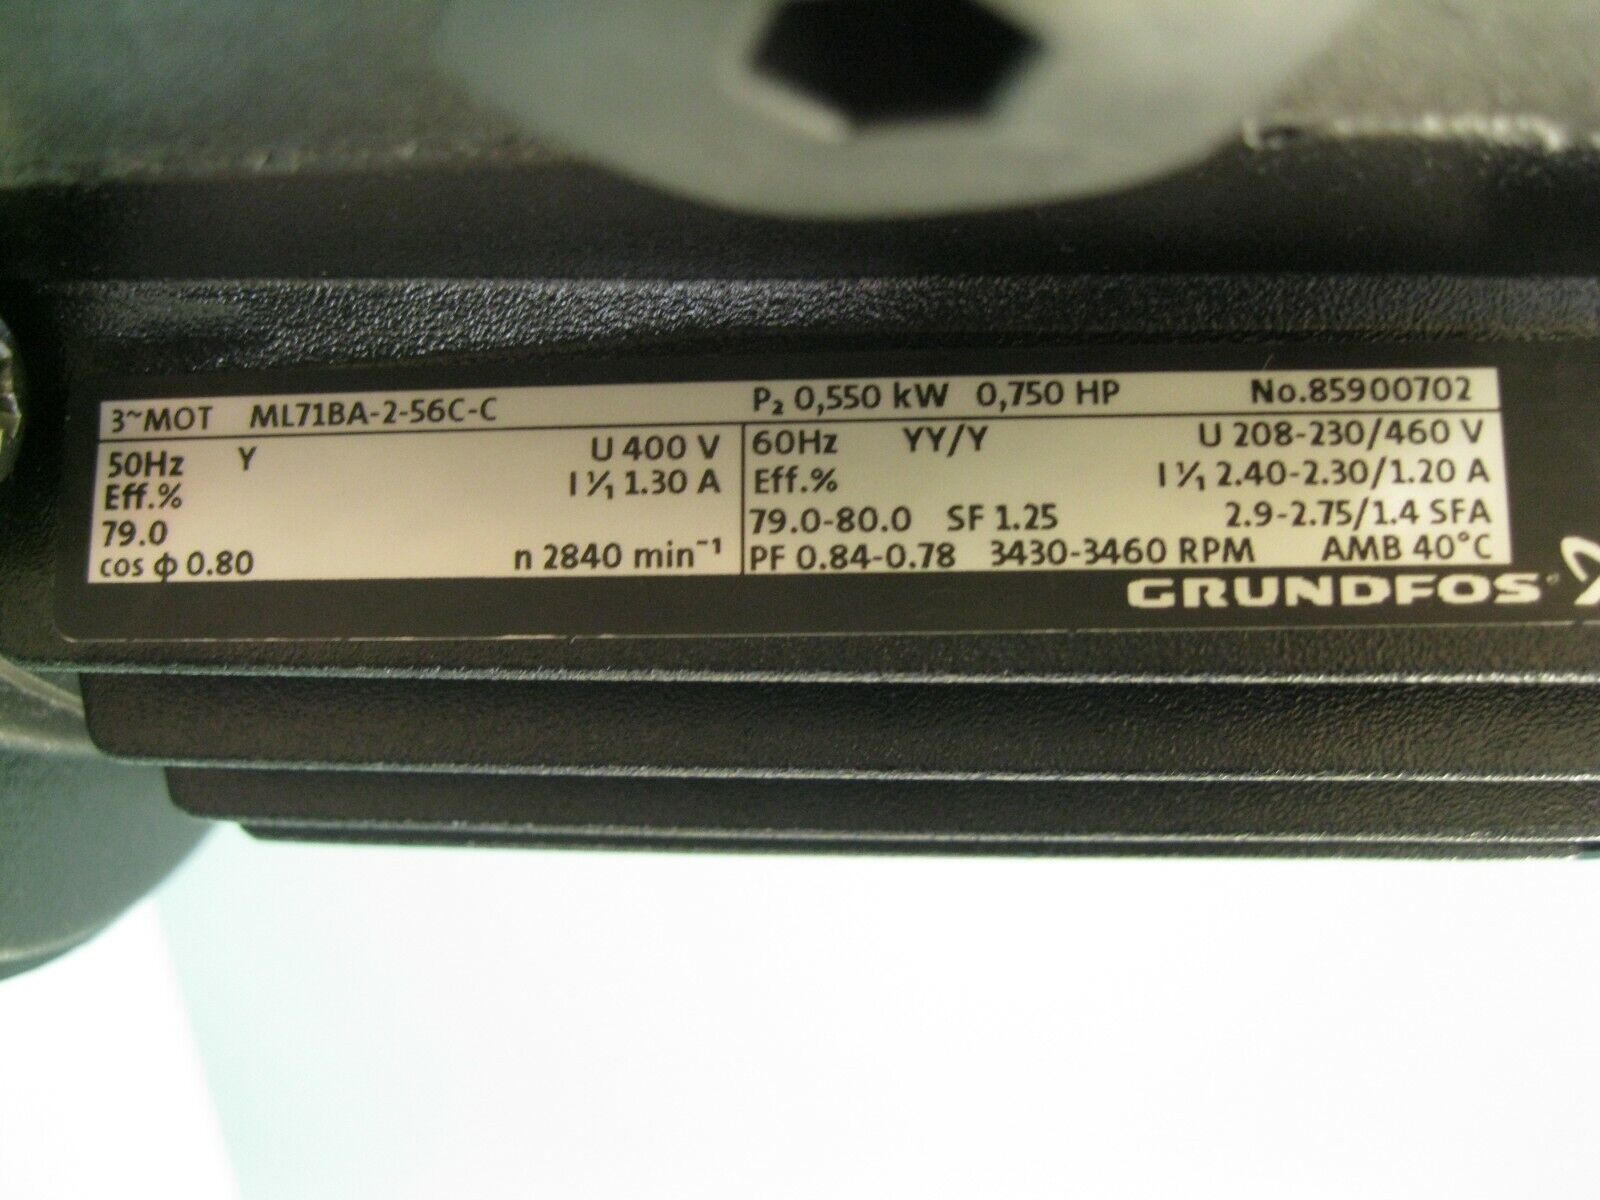 3~MOT ML71BA-2-56C-C P₂ 0,550 kW 0,750 HP No.85900702
50Hz Y U 400 V
Eff.% I 1/1 1.30 A
79.0
cos φ 0.80 n 2840 min⁻¹
60Hz YY/Y U 208-230/460 V
Eff.% I 1/1 2.40-2.30/1.20 A
79.0-80.0 SF 1.25 2.9-2.75/1.4 SFA
PF 0.84-0.78 3430-3460 RPM AMB 40°C
GRUNDFOS